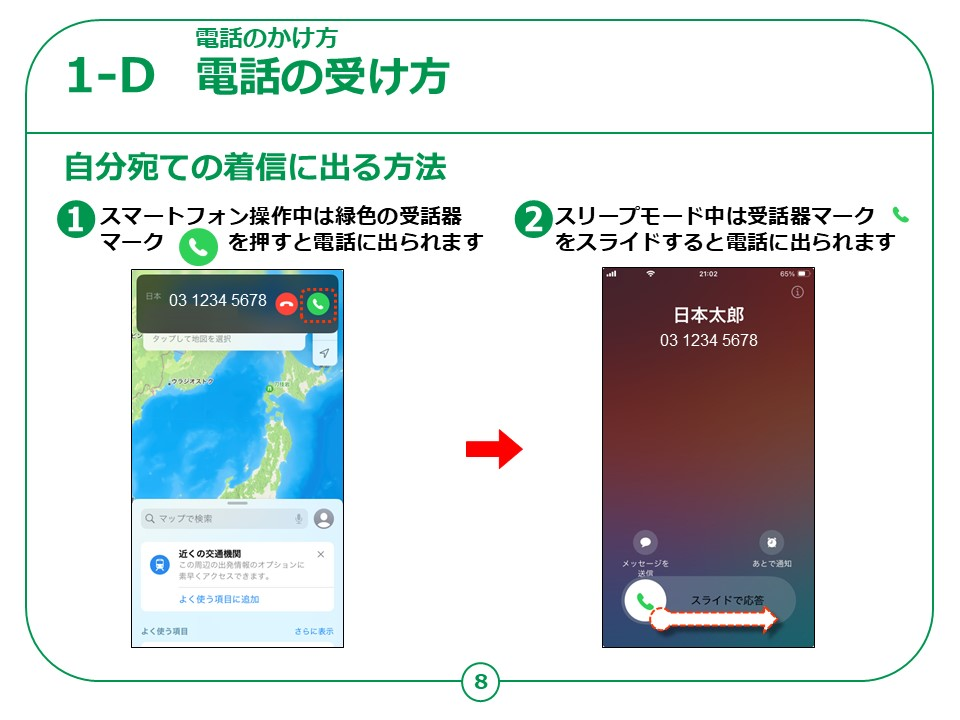 電話のかけ方
1-D 電話の受け方
自分宛ての着信に出る方法
1 スマートフォン操作中は緑色の受話器
マーク を押すと電話に出られます
2 スリープモード中は受話器マーク
をスライドすると電話に出られます
日本 03 1234 5678
タップして地図を選択
ウラジオストク
マップで検索
近くの交通機関
この周辺の出発情報のオプションに
素早くアクセスできます。
よく使う項目に追加
よく使う項目 さらに表示
21:02 65%
日本太郎
03 1234 5678
メッセージを
送信
あとで通知
スライドで応答
8